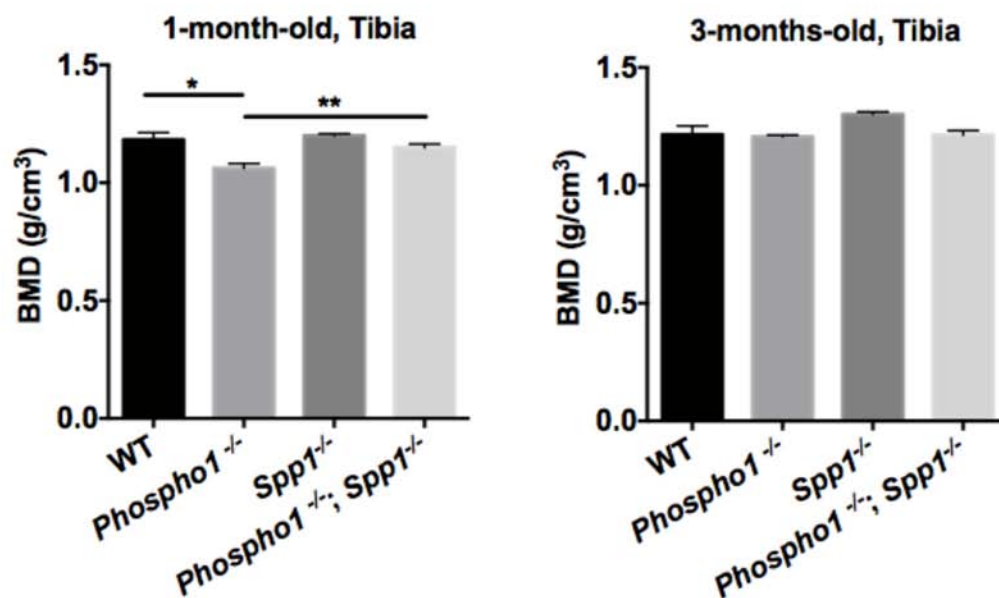 1-month-old, Tibia
BMD (g/cm³)
1.5
1.0
0.5
0.0
*
**
WT
Phospho1 -/-
Spp1-/-
Phospho1 -/-; Spp1-/-
3-months-old, Tibia
BMD (g/cm³)
1.5
1.0
0.5
0.0
WT
Phospho1 -/-
Spp1-/-
Phospho1 -/-; Spp1-/-